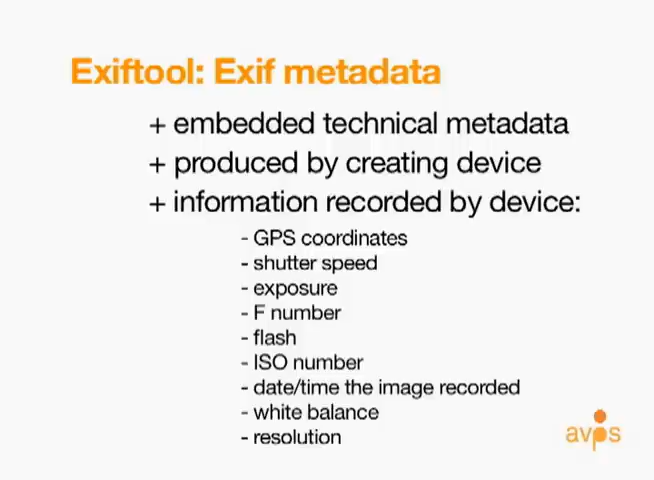 Exiftool: Exif metadata
+ embedded technical metadata
+ produced by creating device
+ information recorded by device:
- GPS coordinates
- shutter speed
- exposure
- F number
- flash
- ISO number
- date/time the image recorded
- white balance
- resolution
avps